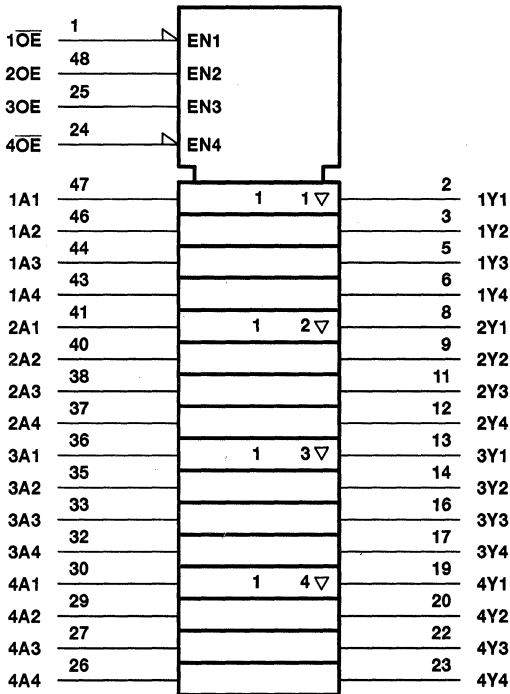 1O̅E̅ 1 EN1
2OE 48 EN2
3OE 25 EN3
4O̅E̅ 24 EN4
1A1 47 1 1 ▽ 2 1Y1
1A2 46 3 1Y2
1A3 44 5 1Y3
1A4 43 6 1Y4
2A1 41 1 2 ▽ 8 2Y1
2A2 40 9 2Y2
2A3 38 11 2Y3
2A4 37 12 2Y4
3A1 36 1 3 ▽ 13 3Y1
3A2 35 14 3Y2
3A3 33 16 3Y3
3A4 32 17 3Y4
4A1 30 1 4 ▽ 19 4Y1
4A2 29 20 4Y2
4A3 27 22 4Y3
4A4 26 23 4Y4